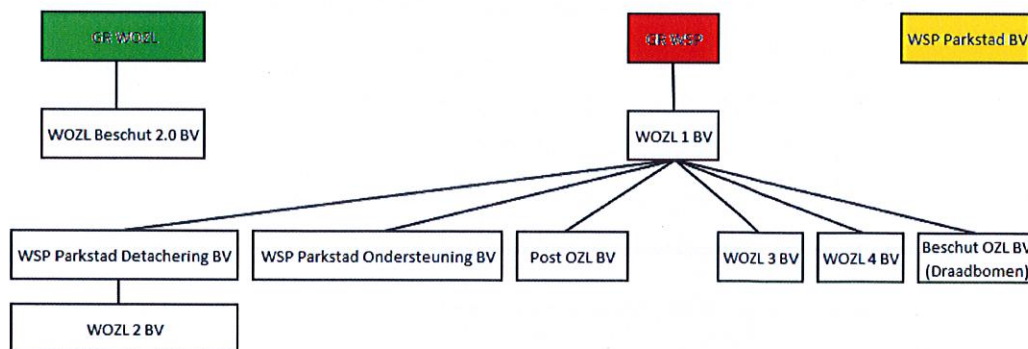 GR WOZL
GR WSP
WSP Parkstad BV
WOZL Beschut 2.0 BV
WOZL 1 BV
WSP Parkstad Detachering BV
WSP Parkstad Ondersteuning BV
Post OZL BV
WOZL 3 BV
WOZL 4 BV
Beschut OZL BV
(Draadbomen)
WOZL 2 BV